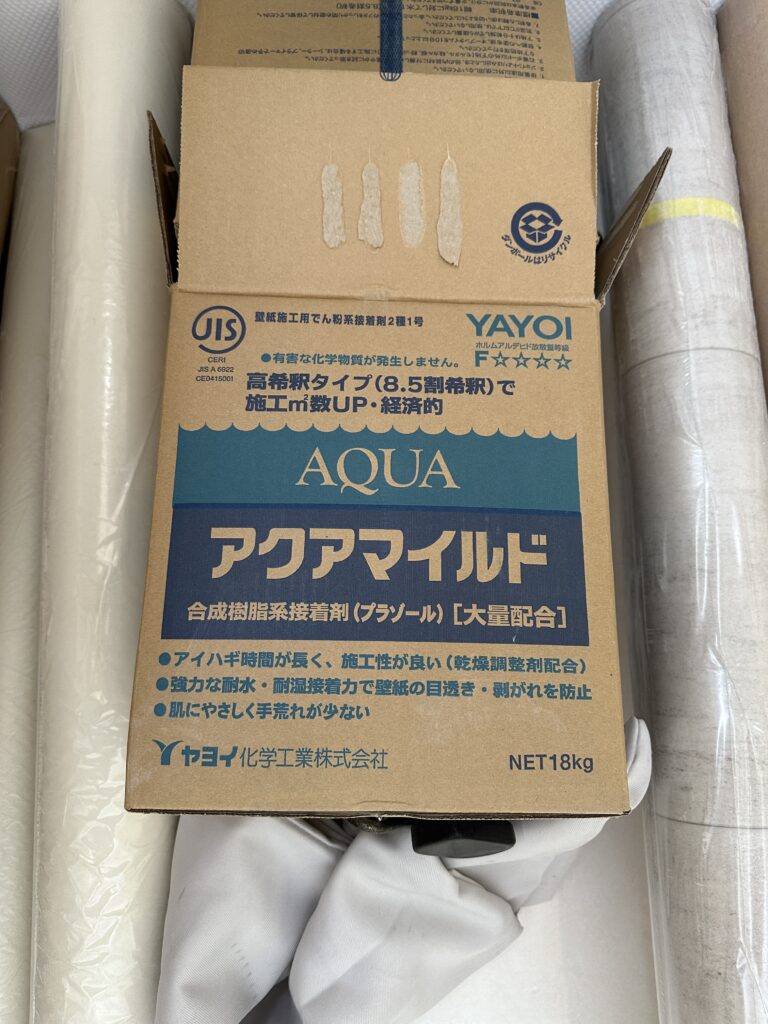 ダンボールはリサイクル
JIS
CERI
JIS A 6922
CE0415001
壁紙施工用でん粉系接着剤2種1号
YAYOI
ホルムアルデヒド放散量等級
F☆☆☆☆
●有害な化学物質が発生しません。
高希釈タイプ(8.5割希釈)で
施工㎡数UP・経済的
AQUA
アクアマイルド
合成樹脂系接着剤(プラゾール)[大量配合]
●アイハギ時間が長く、施工性が良い(乾燥調整剤配合)
●強力な耐水・耐湿接着力で壁紙の目透き・剥がれを防止
●肌にやさしく手荒れが少ない
ヤヨイ化学工業株式会社
NET18kg